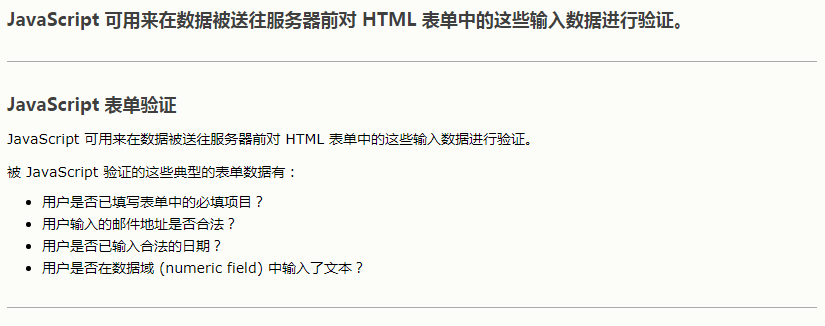 JavaScript 可用来在数据被送往服务器前对 HTML 表单中的这些输入数据进行验证。
JavaScript 表单验证
JavaScript 可用来在数据被送往服务器前对 HTML 表单中的这些输入数据进行验证。
被 JavaScript 验证的这些典型的表单数据有：
• 用户是否已填写表单中的必填项目？
• 用户输入的邮件地址是否合法？
• 用户是否已输入合法的日期？
• 用户是否在数据域 (numeric field) 中输入了文本？